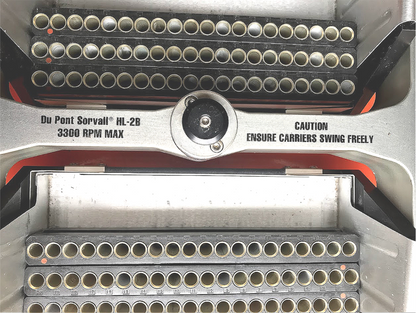 Du Pont Sorvall® HL-2B
3300 RPM MAX
CAUTION
ENSURE CARRIERS SWING FREELY